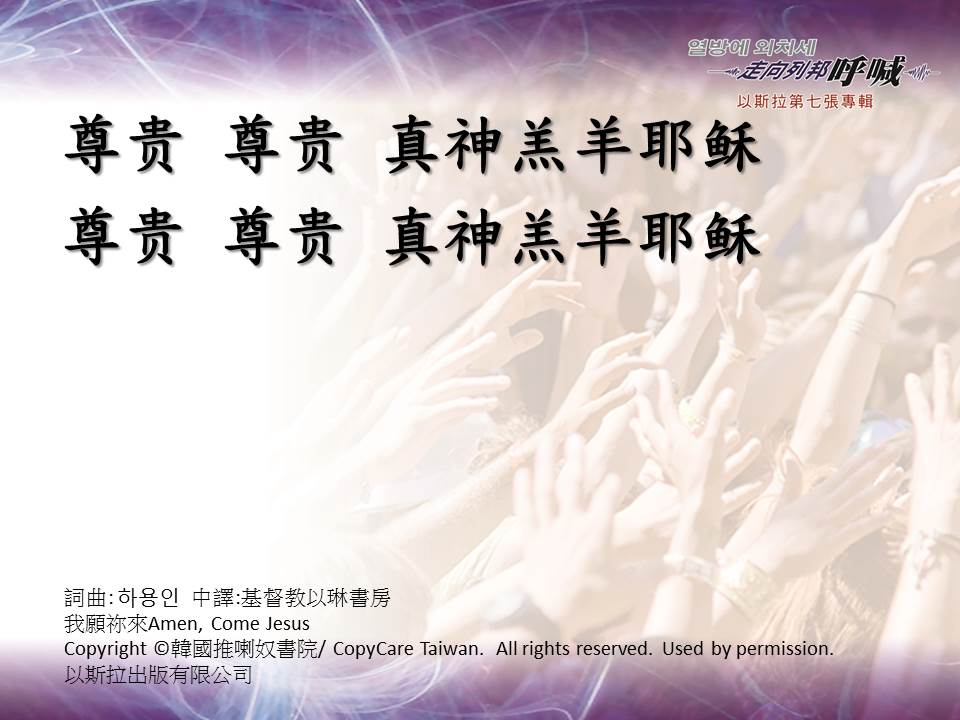 열방에 외치세
走向列邦呼喊
以斯拉第七張專輯
尊贵 尊贵 真神羔羊耶稣
尊贵 尊贵 真神羔羊耶稣
詞曲:하용인 中譯:基督教以琳書房
我願祢來Amen, Come Jesus
Copyright ©韓國推喇奴書院/ CopyCare Taiwan. All rights reserved. Used by permission.
以斯拉出版有限公司